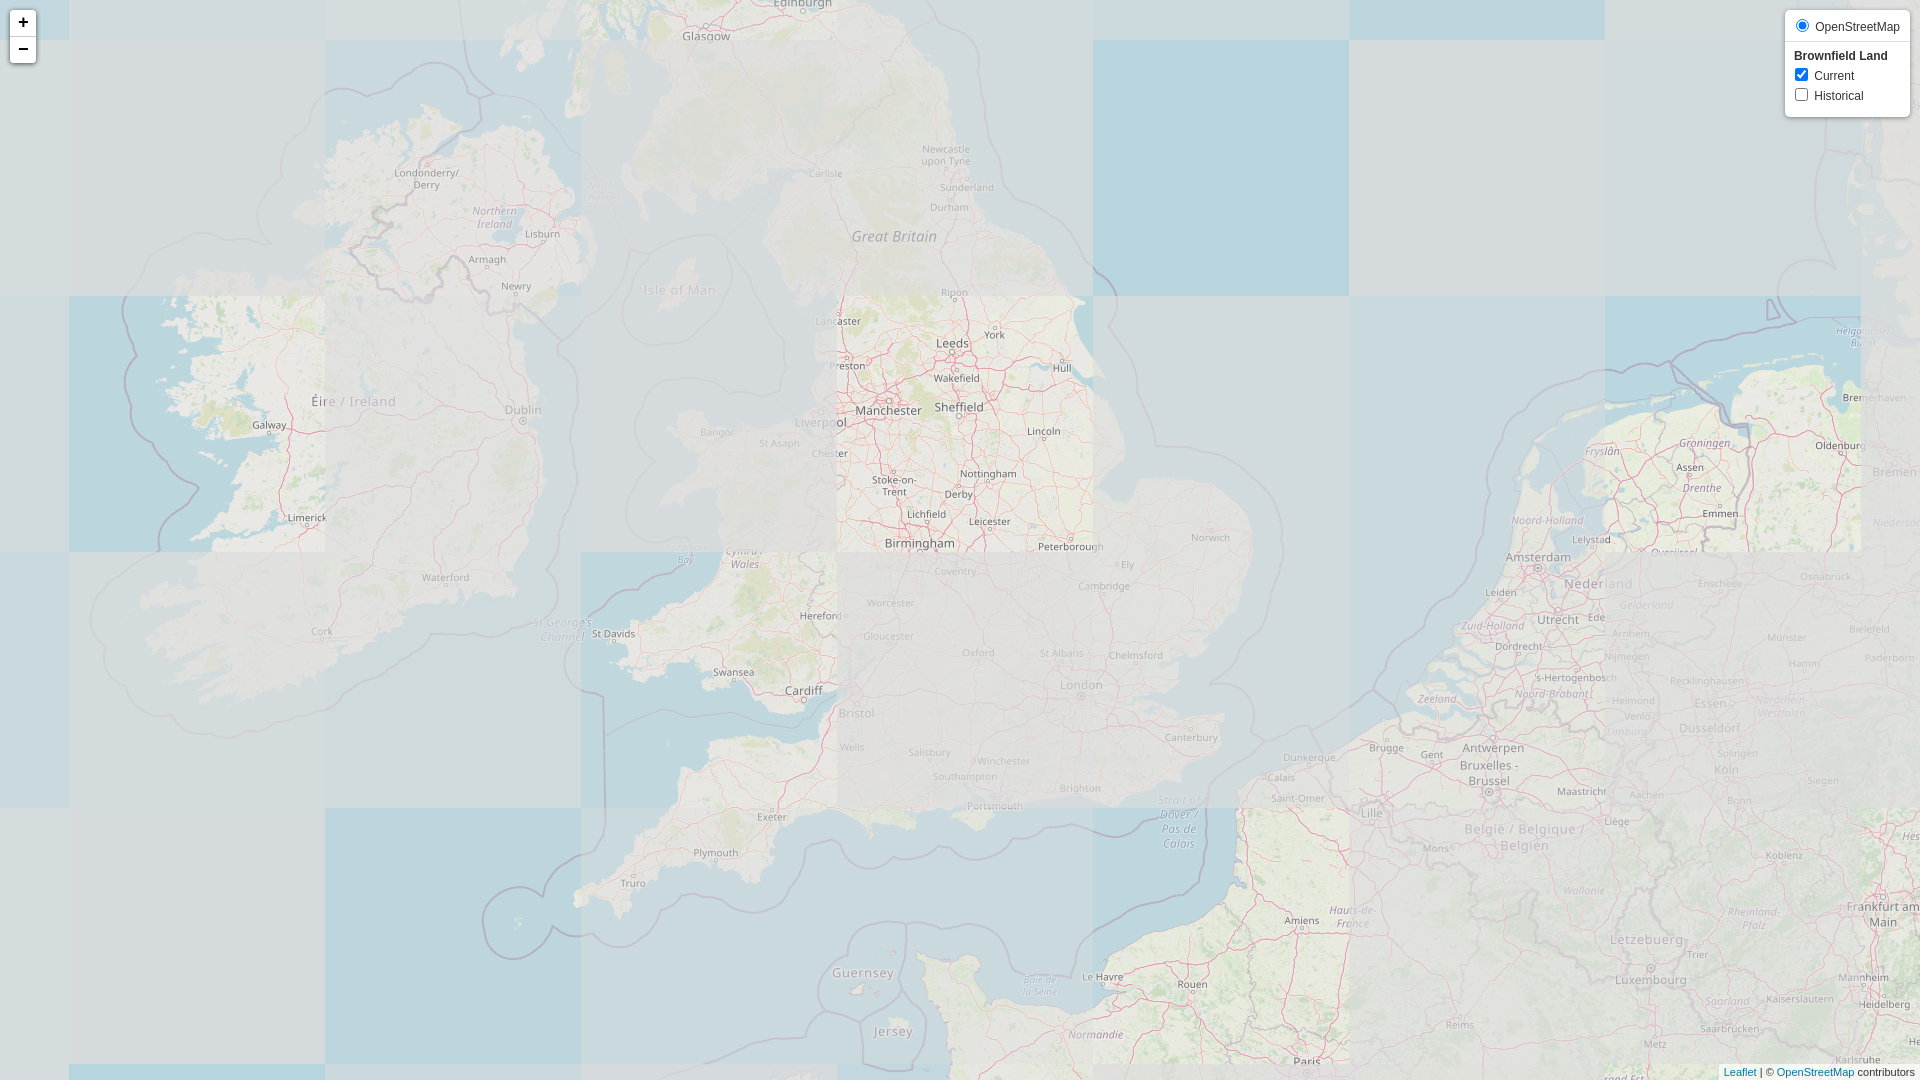 +
−
OpenStreetMap
Brownfield Land
Current
Historical
Edinburgh
Glasgow
Londonderry/
Derry
Northern
Ireland
Lisburn
Armagh
Newry
Newcastle
upon Tyne
Carlisle
Sunderland
Durham
Great Britain
Isle of Man
Ripon
Lancaster
York
Leeds
Preston
Hull
Wakefield
Manchester
Sheffield
Liverpool
Lincoln
Bangor
St Asaph
Chester
Éire / Ireland
Dublin
Galway
Limerick
Waterford
Cork
Stoke-on-
Trent
Nottingham
Derby
Lichfield
Leicester
Birmingham
Peterborough
Norwich
Ely
Coventry
Cambridge
Cymru /
Wales
Bay
Worcester
Hereford
St George's
Channel
St Davids
Gloucester
Oxford
St Albans
Chelmsford
Swansea
Cardiff
London
Bristol
Wells
Salisbury
Winchester
Canterbury
Southampton
Brighton
Portsmouth
Exeter
Plymouth
Truro
Strait of
Dover /
Pas de
Calais
Dunkerque
Calais
Saint-Omer
Brugge
Gent
Antwerpen
Bruxelles -
Brussel
Maastricht
Lille
België / Belgique /
Belgien
Mons
Liège
Wallonie
Bremerhaven
Groningen
Fryslân
Assen
Drenthe
Emmen
Oldenburg
Bremen
Noord-Holland
Lelystad
Overijssel
Amsterdam
Nederland
Enschede
Osnabrück
Leiden
Gelderland
Utrecht
Ede
Arnhem
Zuid-Holland
Münster
Bielefeld
Dordrecht
Nijmegen
Hamm
Paderborn
's-Hertogenbosch
Recklinghausen
Zeeland
Noord-Brabant
Helmond
Essen
Nordrhein-
Westfalen
Venlo
Limburg
Düsseldorf
Solingen
Köln
Aachen
Siegen
Bonn
Koblenz
Frankfurt am
Main
Rheinland-
Pfalz
Lëtzebuerg
Trier
Luxembourg
Mannheim
Kaiserslautern
Heidelberg
Saarland
Saarbrücken
Metz
Karlsruhe
Reims
Amiens
Hauts-de-
France
Le Havre
Rouen
Normandie
Paris
Baie de
la Seine
Guernsey
Jersey
Leaflet | © OpenStreetMap contributors